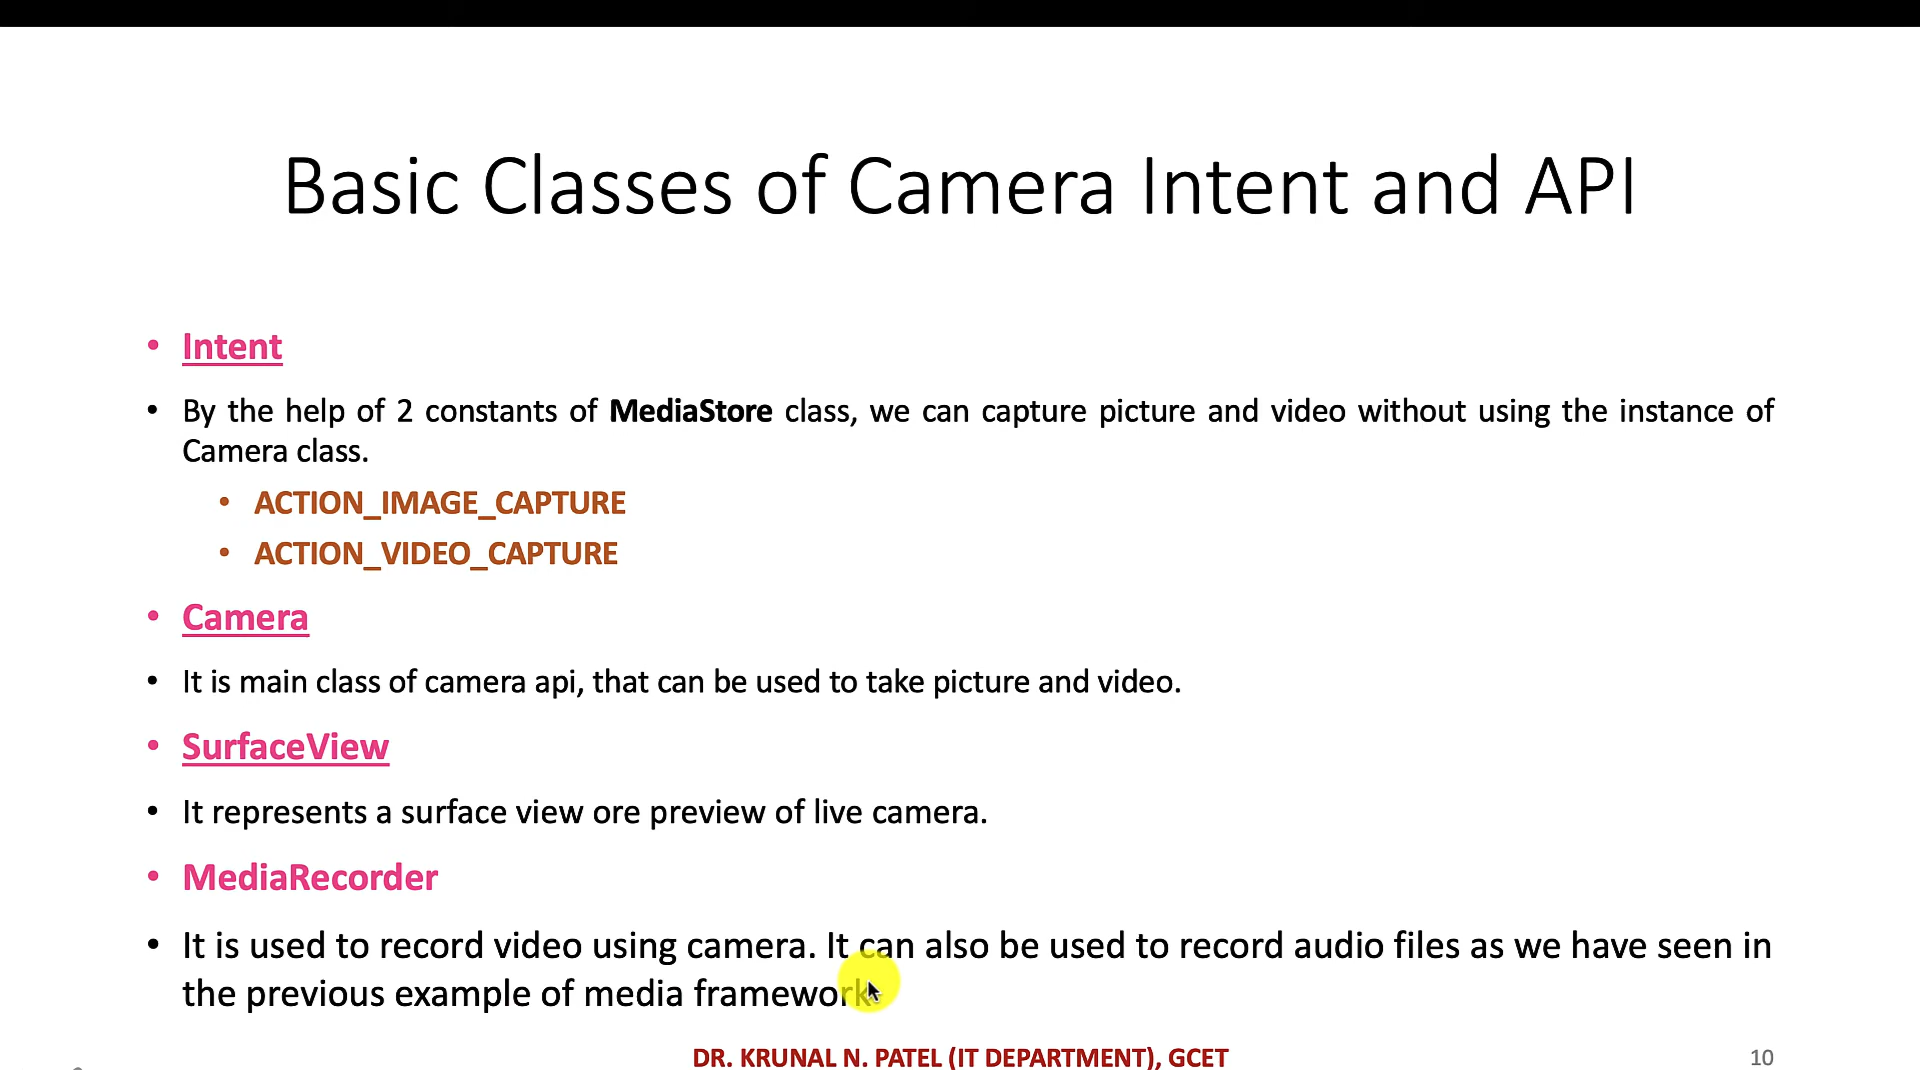 Basic Classes of Camera Intent and API
• Intent
• By the help of 2 constants of MediaStore class, we can capture picture and video without using the instance of
Camera class.
• ACTION_IMAGE_CAPTURE
• ACTION_VIDEO_CAPTURE
• Camera
• It is main class of camera api, that can be used to take picture and video.
• SurfaceView
• It represents a surface view ore preview of live camera.
• MediaRecorder
• It is used to record video using camera. It can also be used to record audio files as we have seen in
the previous example of media framework
DR. KRUNAL N. PATEL (IT DEPARTMENT), GCET
10